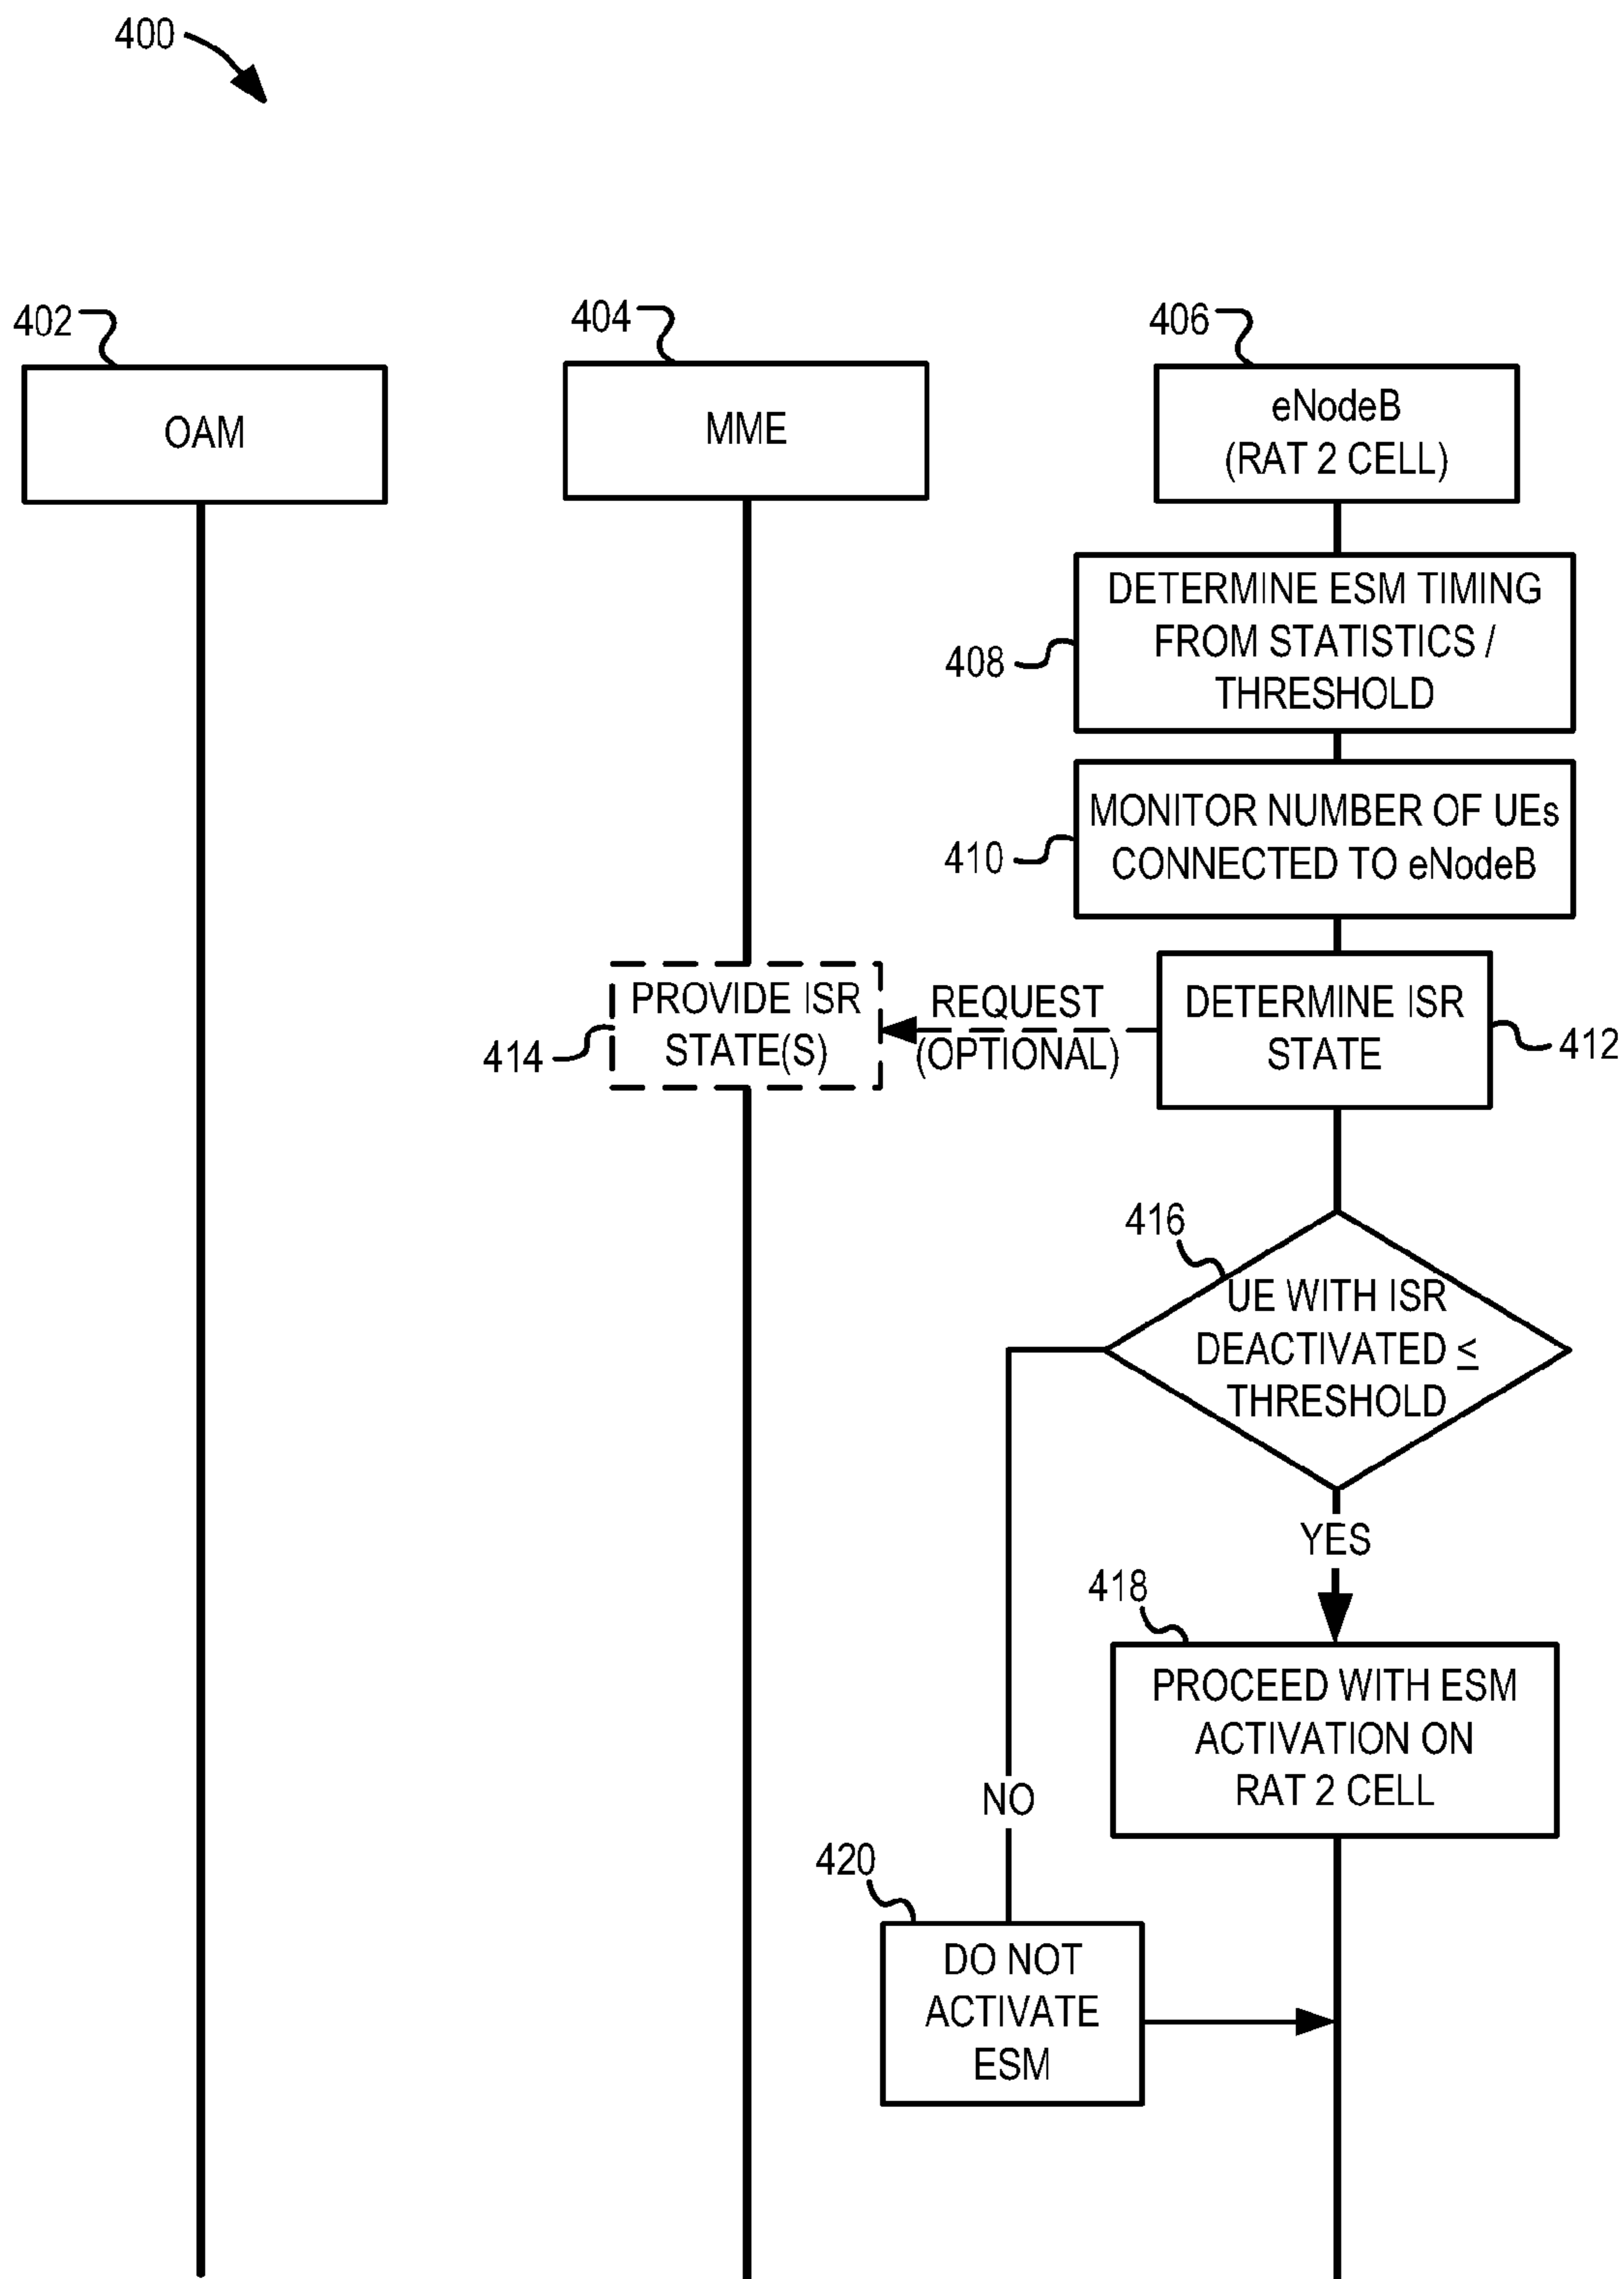 400
402
404
406
OAM
MME
eNodeB
(RAT 2 CELL)
408
DETERMINE ESM TIMING
FROM STATISTICS /
THRESHOLD
410
MONITOR NUMBER OF UEs
CONNECTED TO eNodeB
414
PROVIDE ISR
STATE(S)
REQUEST
(OPTIONAL)
DETERMINE ISR
STATE
412
416
UE WITH ISR
DEACTIVATED ≤
THRESHOLD
YES
418
PROCEED WITH ESM
ACTIVATION ON
RAT 2 CELL
NO
420
DO NOT
ACTIVATE
ESM